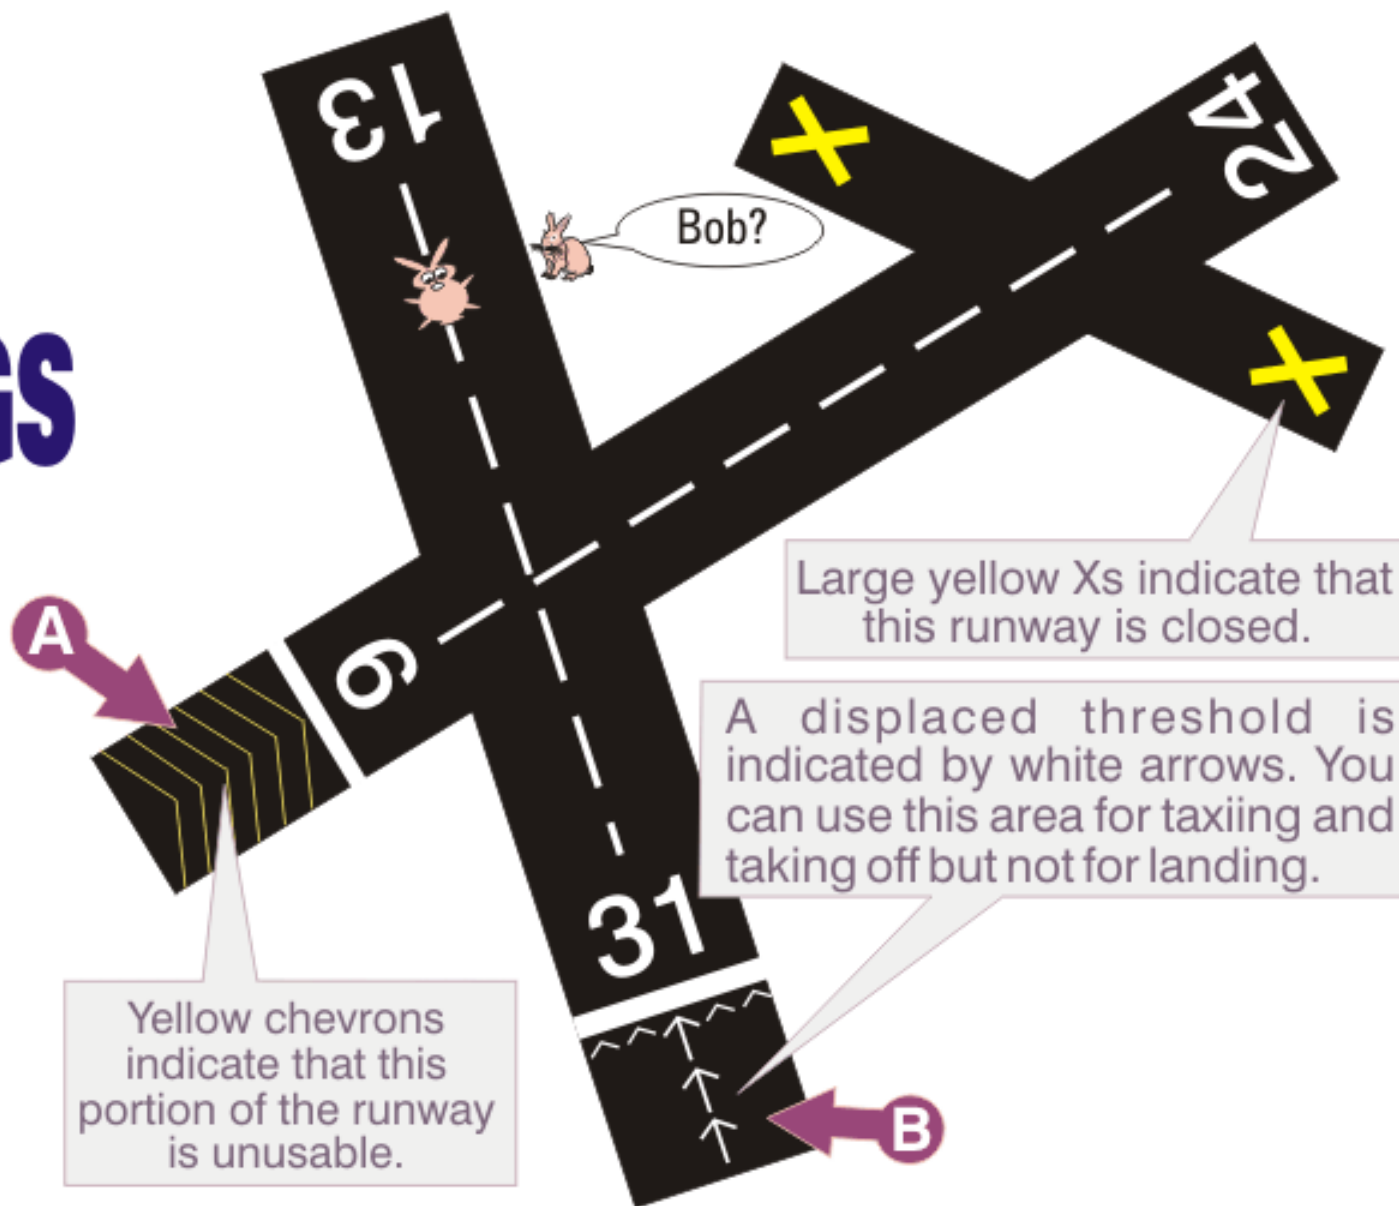 13
24
Bob?
GS
A
6
Large yellow Xs indicate that
this runway is closed.
A displaced threshold is
indicated by white arrows. You
can use this area for taxiing and
taking off but not for landing.
31
Yellow chevrons
indicate that this
portion of the runway
is unusable.
B